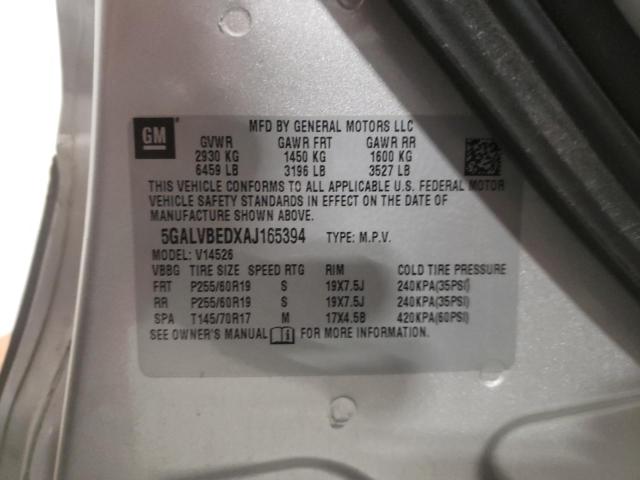 GM
MFD BY GENERAL MOTORS LLC
GVWR GAWR FRT GAWR RR
2930 KG 1450 KG 1600 KG
6459 LB 3196 LB 3527 LB
THIS VEHICLE CONFORMS TO ALL APPLICABLE U.S. FEDERAL MOTOR
VEHICLE SAFETY STANDARDS IN EFFECT ON THE DATE OF
MANUFACTURE SHOWN ABOVE.
5GALVBEDXAJ165394 TYPE: M.P.V.
MODEL: V14526
VBBG TIRE SIZE SPEED RTG RIM COLD TIRE PRESSURE
FRT P255/60R19 S 19X7.5J 240KPA(35PSI)
RR P255/60R19 S 19X7.5J 240KPA(35PSI)
SPA T145/70R17 M 17X4.5B 420KPA(60PSI)
SEE OWNER'S MANUAL FOR MORE INFORMATION.